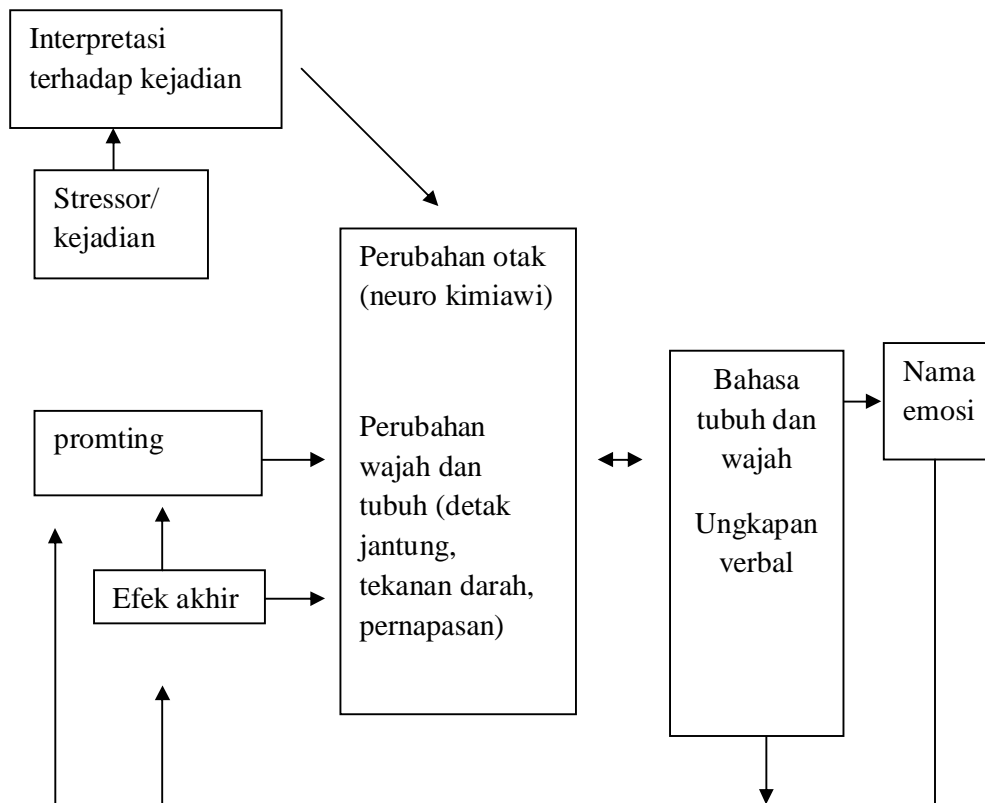 Interpretasi
terhadap kejadian
Stressor/
kejadian
Perubahan otak
(neuro kimiawi)
Perubahan
wajah dan
tubuh (detak
jantung,
tekanan darah,
pernapasan)
promting
Efek akhir
Bahasa
tubuh dan
wajah
Ungkapan
verbal
Nama
emosi